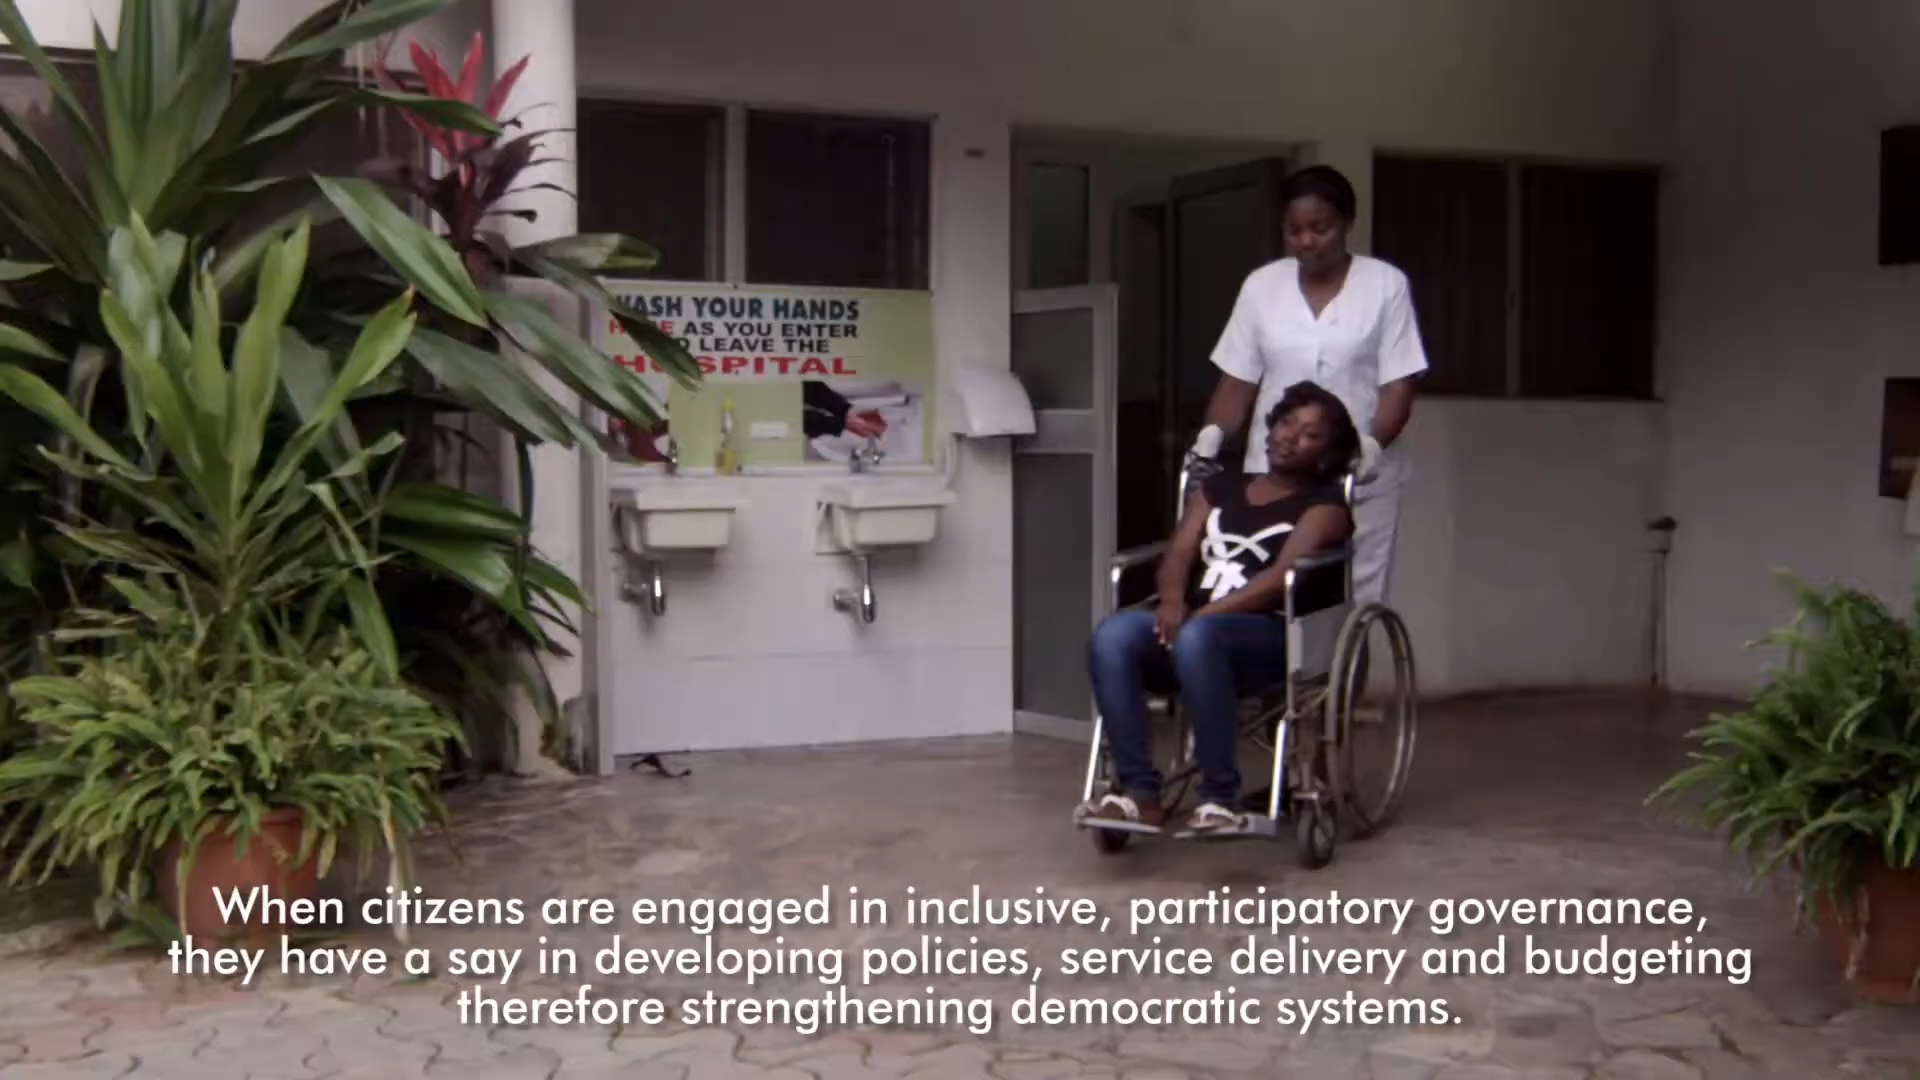 WASH YOUR HANDS
AS YOU ENTER
LEAVE THE
HOSPITAL
When citizens are engaged in inclusive, participatory governance,
they have a say in developing policies, service delivery and budgeting
therefore strengthening democratic systems.